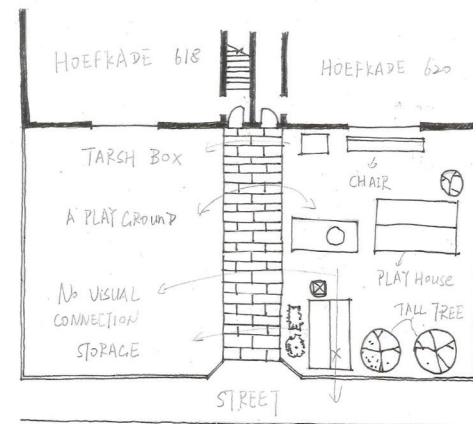 HOEFKADE 618
HOEFKADE 620
TARSH BOX
CHAIR
A PLAY GROUND
PLAY HOUSE
NO VISUAL
CONNECTION
TALL TREE
STORAGE
STREET